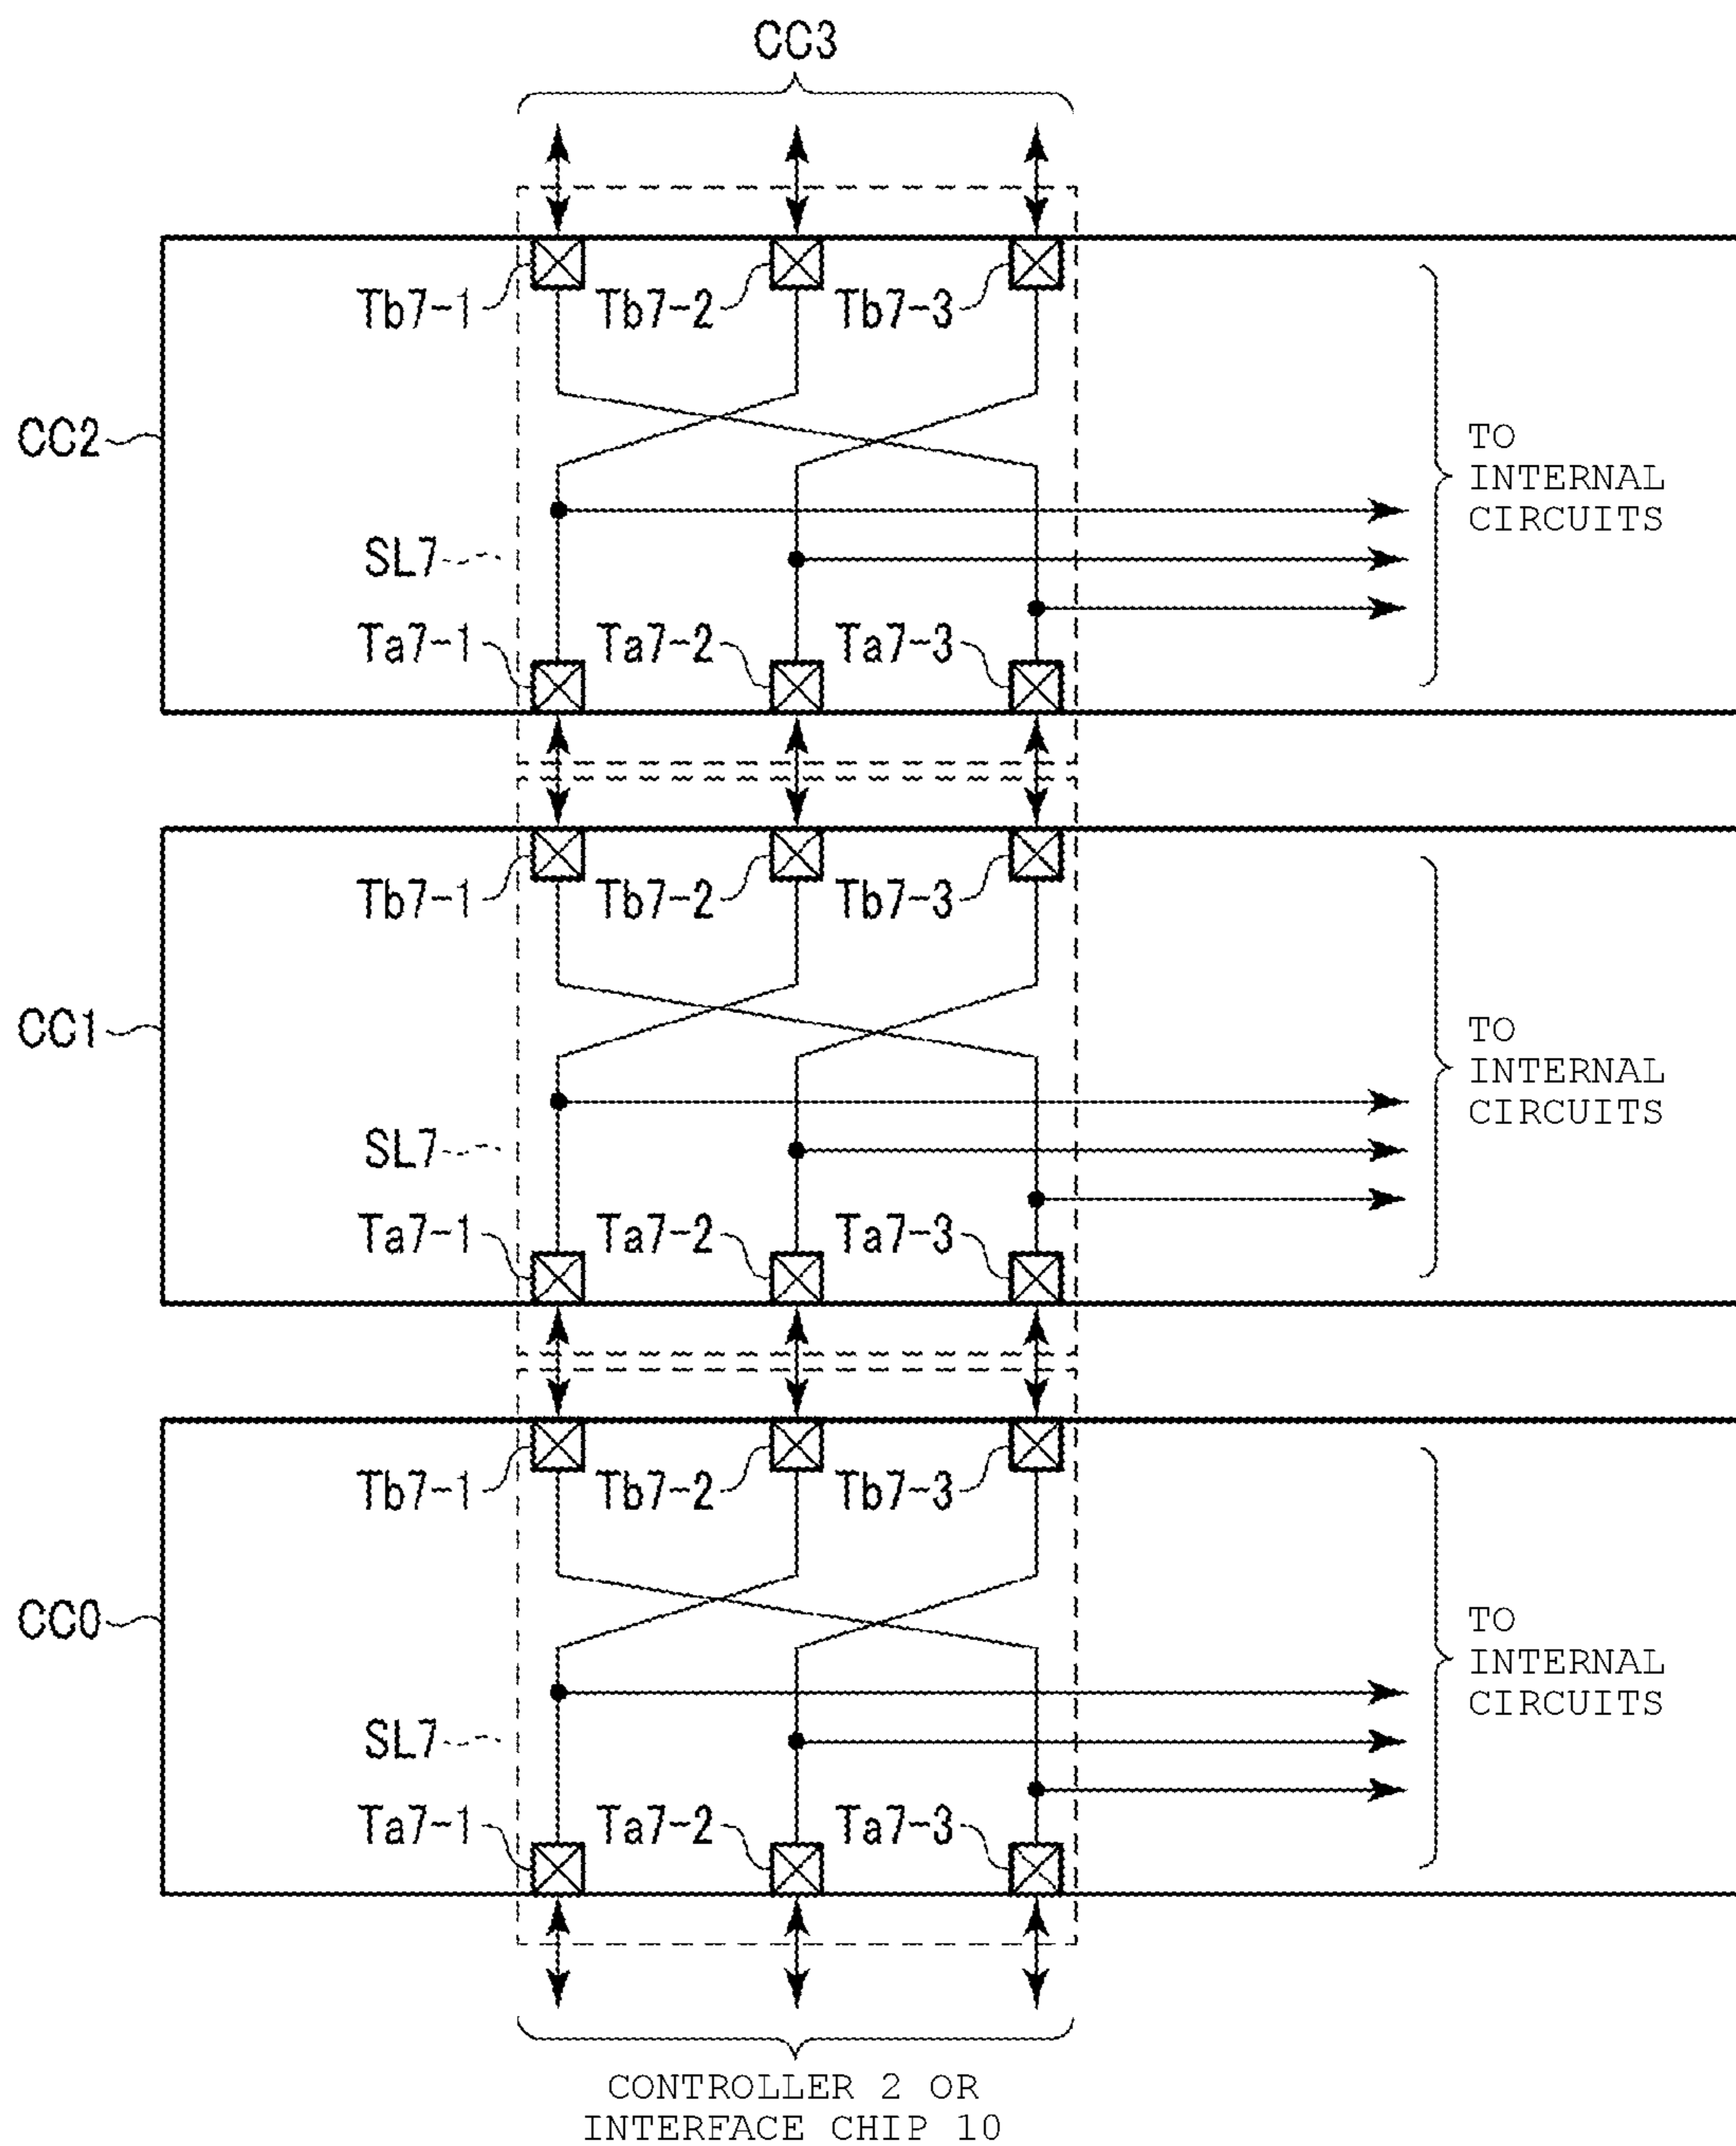 CC3
Tb7-1 Tb7-2 Tb7-3
CC2
TO
INTERNAL
CIRCUITS
SL7
Ta7-1 Ta7-2 Ta7-3
Tb7-1 Tb7-2 Tb7-3
CC1
TO
INTERNAL
CIRCUITS
SL7
Ta7-1 Ta7-2 Ta7-3
Tb7-1 Tb7-2 Tb7-3
CC0
TO
INTERNAL
CIRCUITS
SL7
Ta7-1 Ta7-2 Ta7-3
CONTROLLER 2 OR
INTERFACE CHIP 10